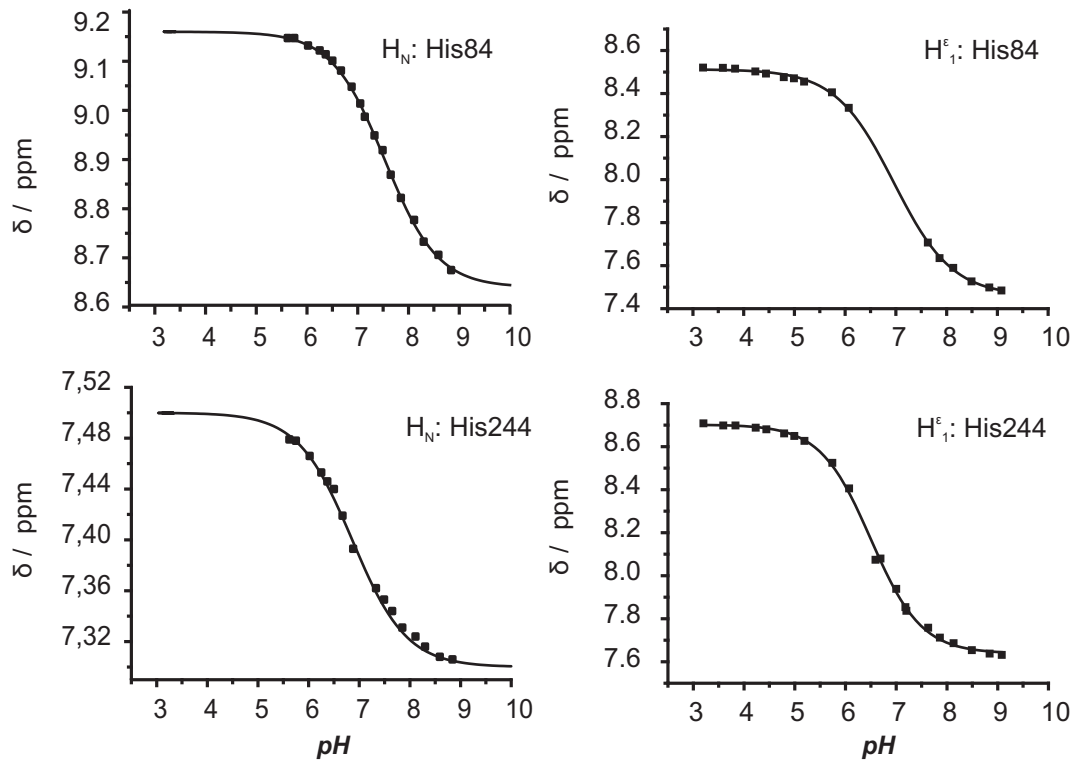 9.2
9.1
9.0
8.9
8.8
8.7
8.6
δ / ppm
H_N: His84
3 4 5 6 7 8 9 10
8.6
8.4
8.2
8.0
7.8
7.6
7.4
δ / ppm
H^ε_1: His84
3 4 5 6 7 8 9 10
7,52
7,48
7,44
7,40
7,36
7,32
δ / ppm
H_N: His244
3 4 5 6 7 8 9 10
pH
8.8
8.6
8.4
8.2
8.0
7.8
7.6
δ / ppm
H^ε_1: His244
3 4 5 6 7 8 9 10
pH